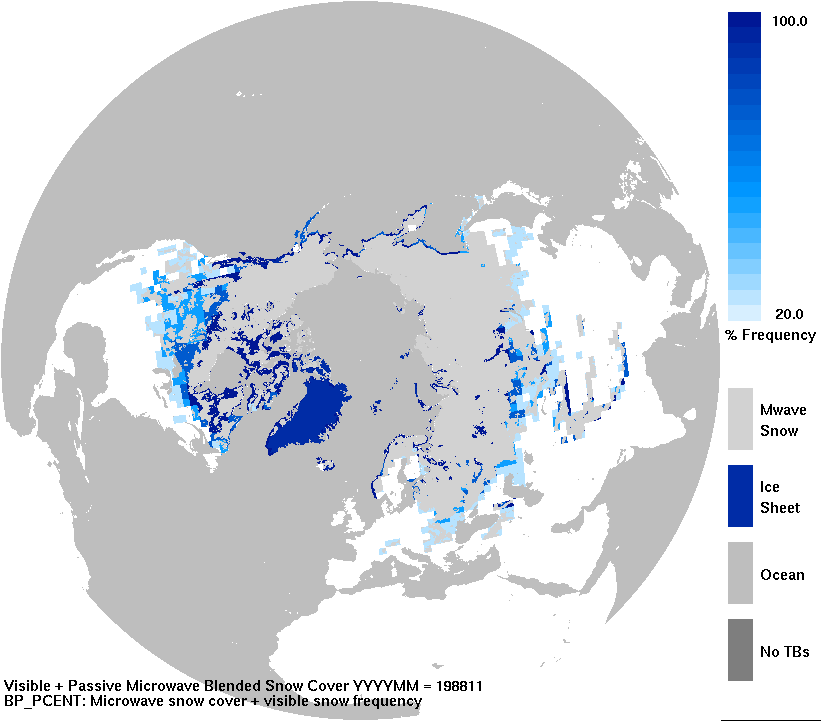 100.0
20.0
% Frequency
Mwave
Snow
Ice
Sheet
Ocean
No TBs
Visible + Passive Microwave Blended Snow Cover YYYYMM = 198811
BP_PCENT: Microwave snow cover + visible snow frequency